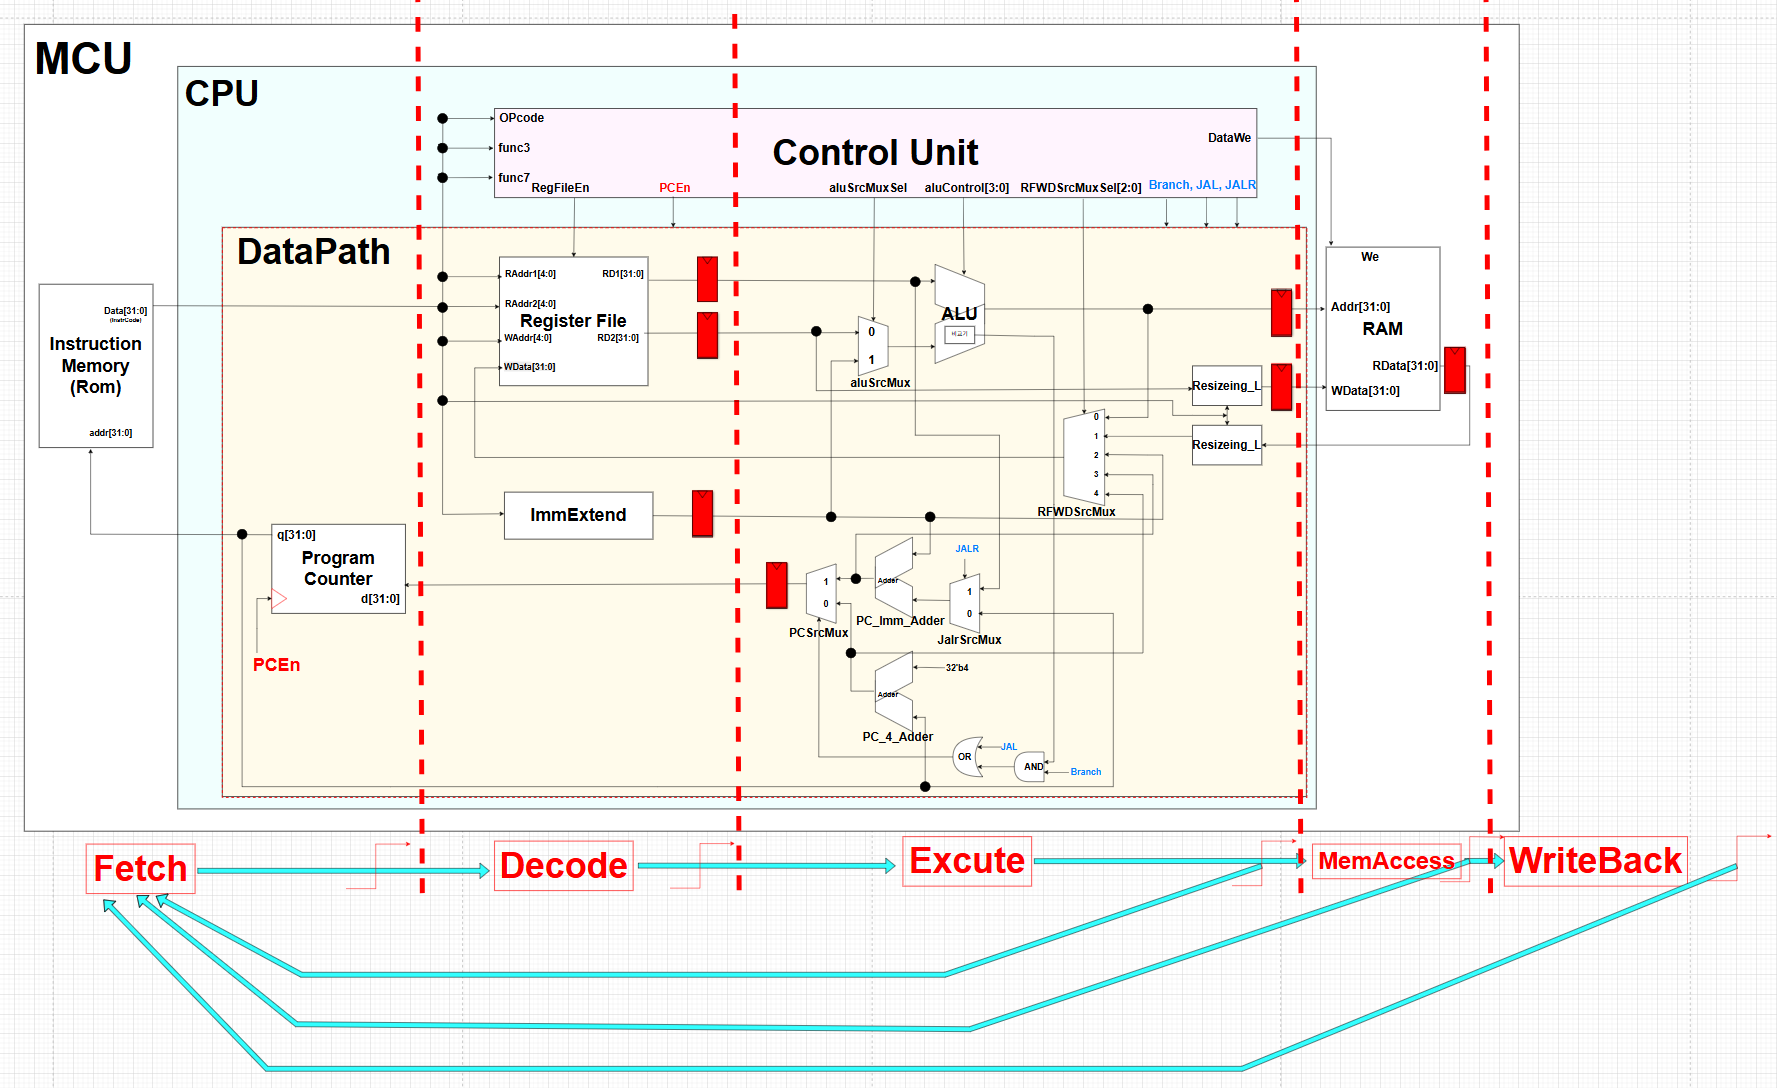 MCU
CPU
OPcode
func3
func7
Control Unit
DataWe
RegFileEn
PCEn
aluSrcMuxSel
aluControl[3:0]
RFWDSrcMuxSel[2:0]
Branch, JAL, JALR
DataPath
Data[31:0]
(InstrCode)
Instruction
Memory
(Rom)
addr[31:0]
RAddr1[4:0]
RD1[31:0]
RAddr2[4:0]
Register File
WAddr[4:0]
RD2[31:0]
WData[31:0]
0
1
aluSrcMux
ALU
비교기
We
Addr[31:0]
RAM
RData[31:0]
WData[31:0]
Resizeing_L
Resizeing_L
0
1
2
3
4
RFWDSrcMux
ImmExtend
q[31:0]
Program
Counter
d[31:0]
PCEn
1
0
PCSrcMux
Adder
PC_Imm_Adder
JALR
1
0
JalrSrcMux
32'b4
Adder
PC_4_Adder
OR
JAL
AND
Branch
Fetch
Decode
Excute
MemAccess
WriteBack